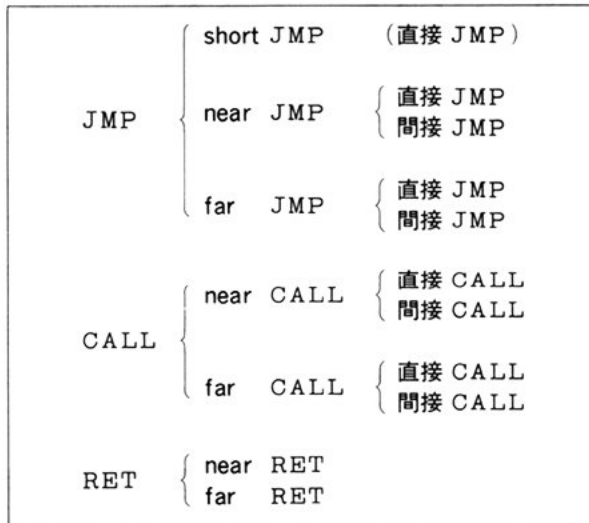 short JMP (直接 JMP)
JMP near JMP 直接 JMP
間接 JMP
far JMP 直接 JMP
間接 JMP
near CALL 直接 CALL
間接 CALL
CALL
far CALL 直接 CALL
間接 CALL
RET near RET
far RET